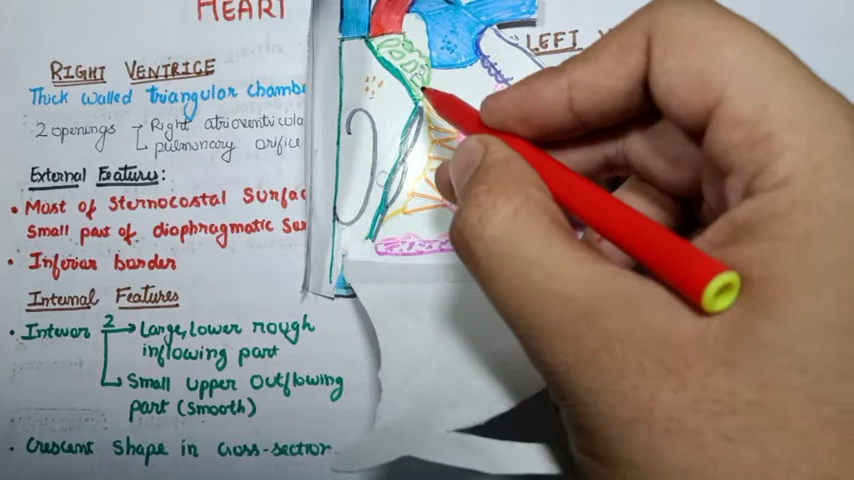 HEART
RIGHT VENTRICE
Thick walled triangular chambe
2 openings Right atrioventricula
pulmonary orifice
External Features:
• Most of Sternocostal Surfac
Small part of diaphragmatic Sur
• Inferior border
Internal Features
• Interior 2 → Large, lower rough
inflowing part
Small upper outflowing
part (smooth)
• Crescent shape in cross-section
LEFT V